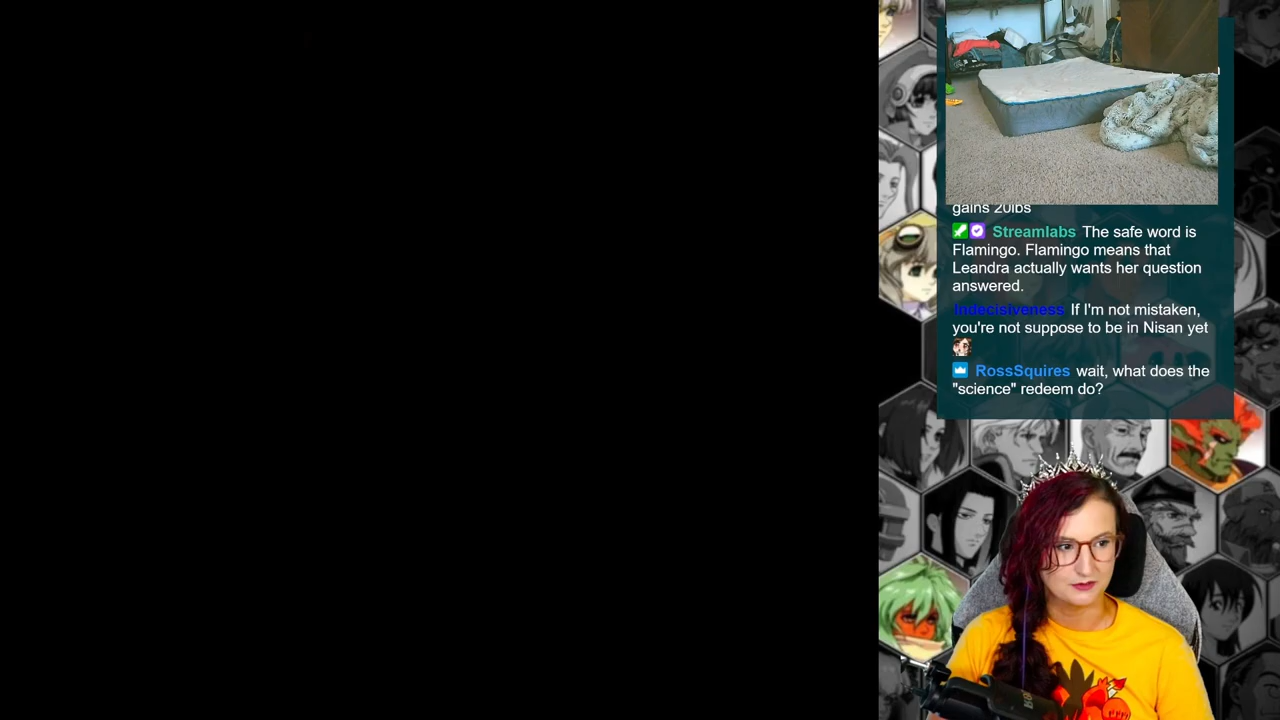 gains 20lbs
Streamlabs The safe word is
Flamingo. Flamingo means that
Leandra actually wants her question
answered.
Indecisiveness If I'm not mistaken,
you're not suppose to be in Nisan yet
RossSquires wait, what does the
"science" redeem do?